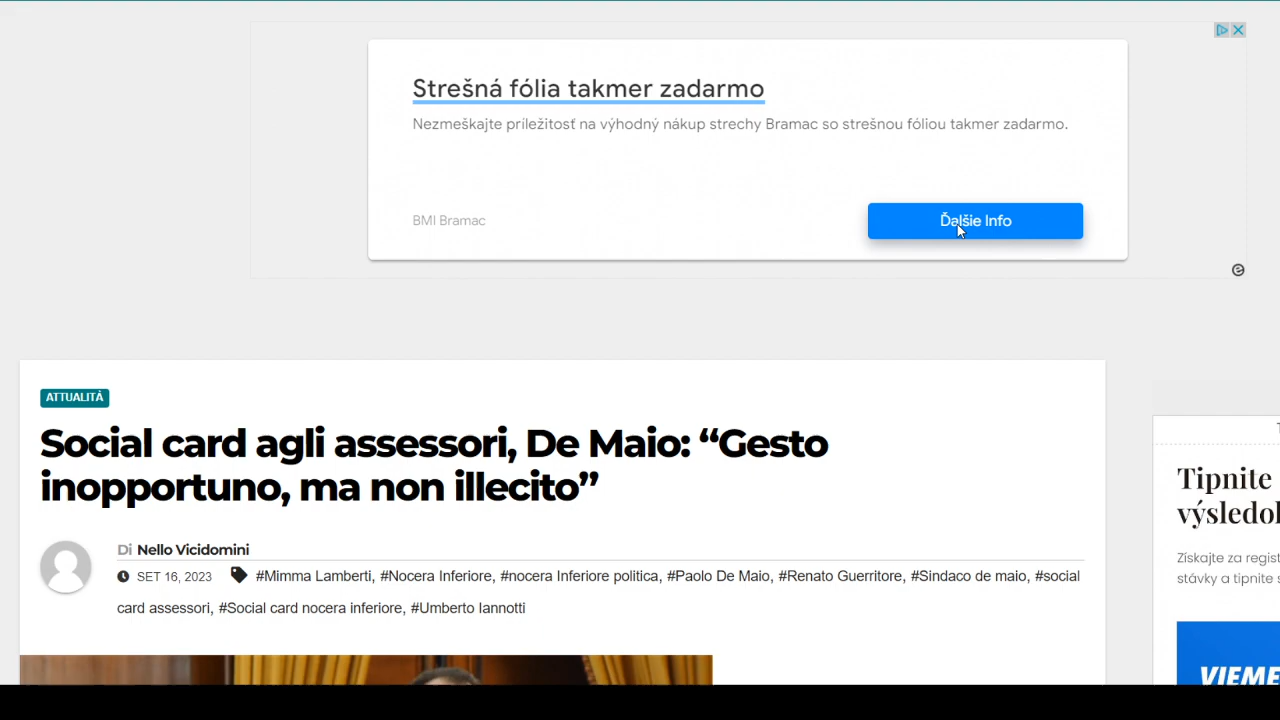 Strešná fólia takmer zadarmo
Nezmeškajte príležitosť na výhodný nákup strechy Bramac so strešnou fóliou takmer zadarmo.
BMI Bramac
Ďalšie Info
ATTUALITÀ
Social card agli assessori, De Maio: “Gesto
inopportuno, ma non illecito”
Di Nello Vicidomini
SET 16, 2023 #Mimma Lamberti, #Nocera Inferiore, #nocera Inferiore politica, #Paolo De Maio, #Renato Guerritore, #Sindaco de maio, #social
card assessori, #Social card nocera inferiore, #Umberto Iannotti
Tipnite
Získajte za
stávky a tipnite
VIEME